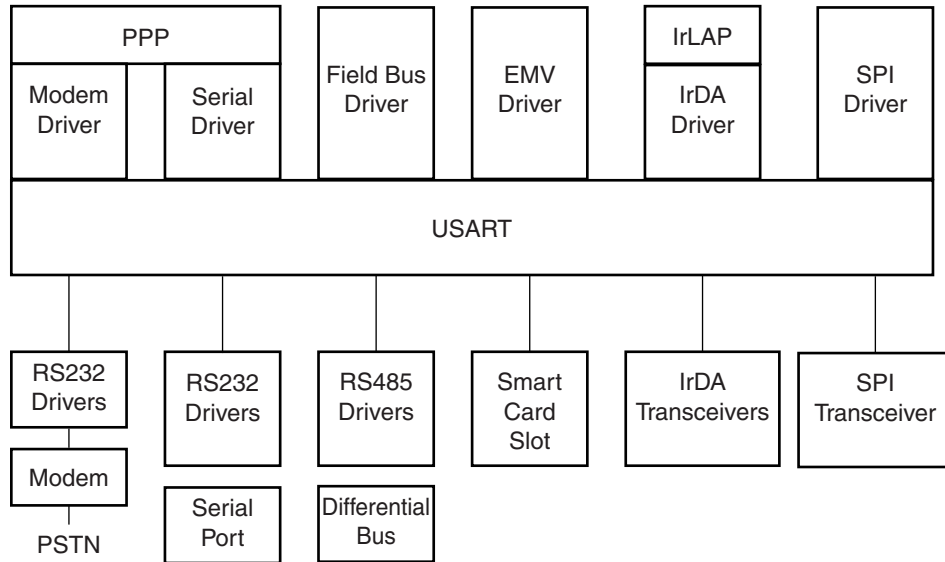 PPP
Modem
Driver
Serial
Driver
Field Bus
Driver
EMV
Driver
IrLAP
IrDA
Driver
SPI
Driver
USART
RS232
Drivers
Modem
PSTN
RS232
Drivers
Serial
Port
RS485
Drivers
Differential
Bus
Smart
Card
Slot
IrDA
Transceivers
SPI
Transceiver